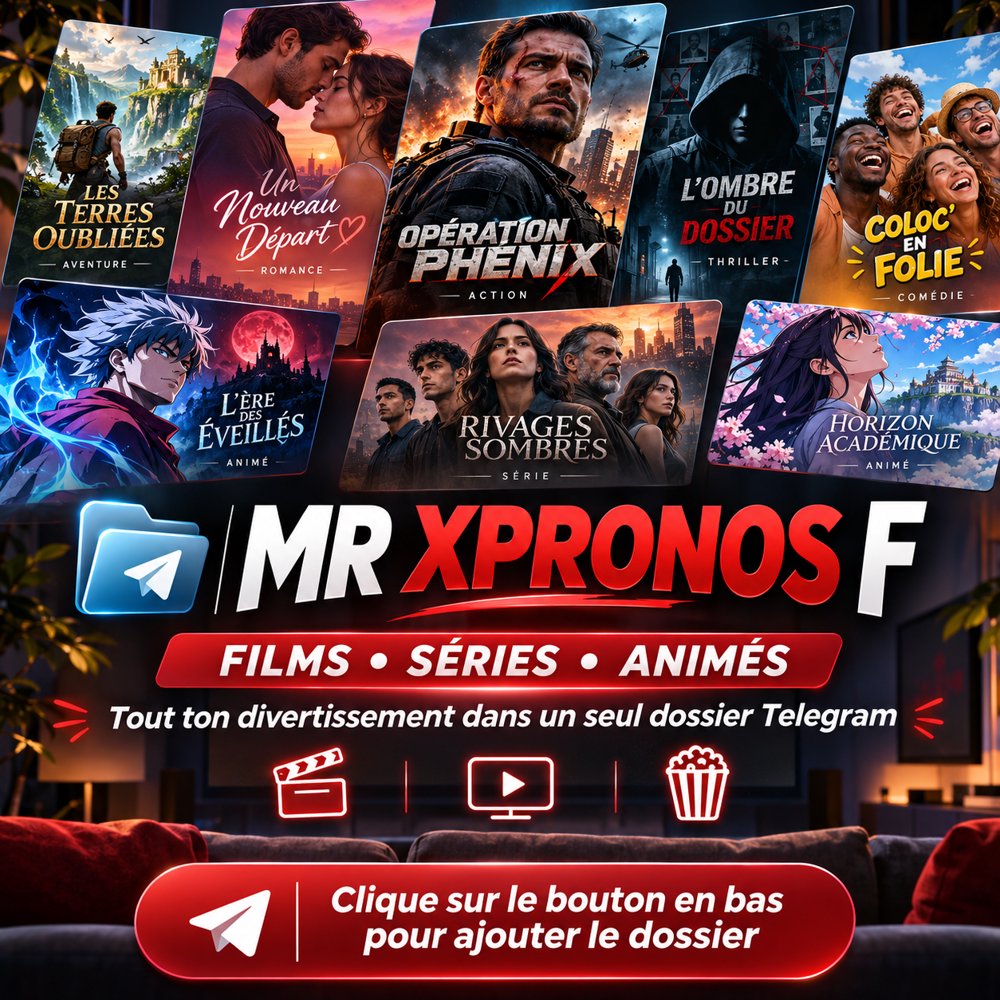 LES
TERRES
OUBLIÉES
AVENTURE
Un
Nouveau
Départ
ROMANCE
OPÉRATION
PHÉNIX
ACTION
L'OMBRE
DU
DOSSIER
THRILLER
COLOC'
EN
FOLIE
COMÉDIE
L'ÈRE
DES
ÉVEILLÉS
ANIMÉ
RIVAGES
SOMBRES
SÉRIE
HORIZON
ACADÉMIQUE
ANIMÉ
MR XPRONOS F
FILMS • SÉRIES • ANIMÉS
Tout ton divertissement dans un seul dossier Telegram
Clique sur le bouton en bas
pour ajouter le dossier